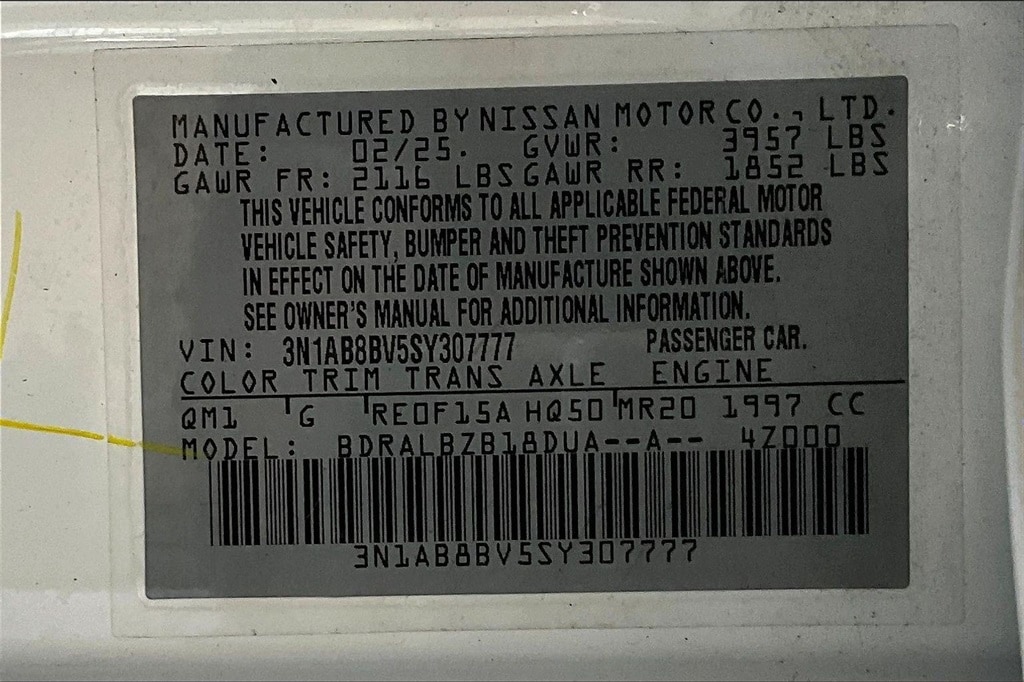 MANUFACTURED BY NISSAN MOTOR CO., LTD.
DATE: 02/25. GVWR: 3957 LBS
GAWR FR: 2116 LBS GAWR RR: 1852 LBS
THIS VEHICLE CONFORMS TO ALL APPLICABLE FEDERAL MOTOR
VEHICLE SAFETY, BUMPER AND THEFT PREVENTION STANDARDS
IN EFFECT ON THE DATE OF MANUFACTURE SHOWN ABOVE.
SEE OWNER'S MANUAL FOR ADDITIONAL INFORMATION.
VIN: 3N1AB8BV5SY307777 PASSENGER CAR.
COLOR TRIM TRANS AXLE ENGINE
QM1 G RE0F15A HQ50 MR20 1997 CC
MODEL: BDRALBZB18DUA--A-- 4Z000
3N1AB8BV5SY307777